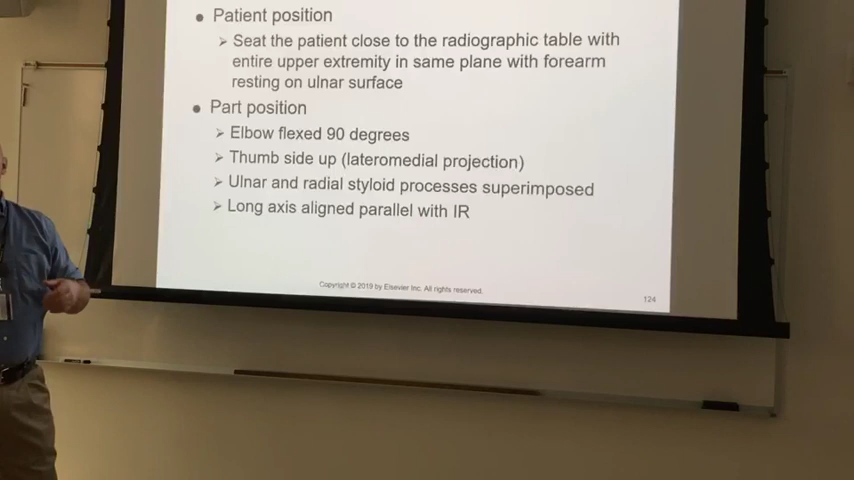 ● Patient position
➢ Seat the patient close to the radiographic table with
entire upper extremity in same plane with forearm
resting on ulnar surface
● Part position
➢ Elbow flexed 90 degrees
➢ Thumb side up (lateromedial projection)
➢ Ulnar and radial styloid processes superimposed
➢ Long axis aligned parallel with IR
Copyright © 2019 by Elsevier Inc. All rights reserved.
124